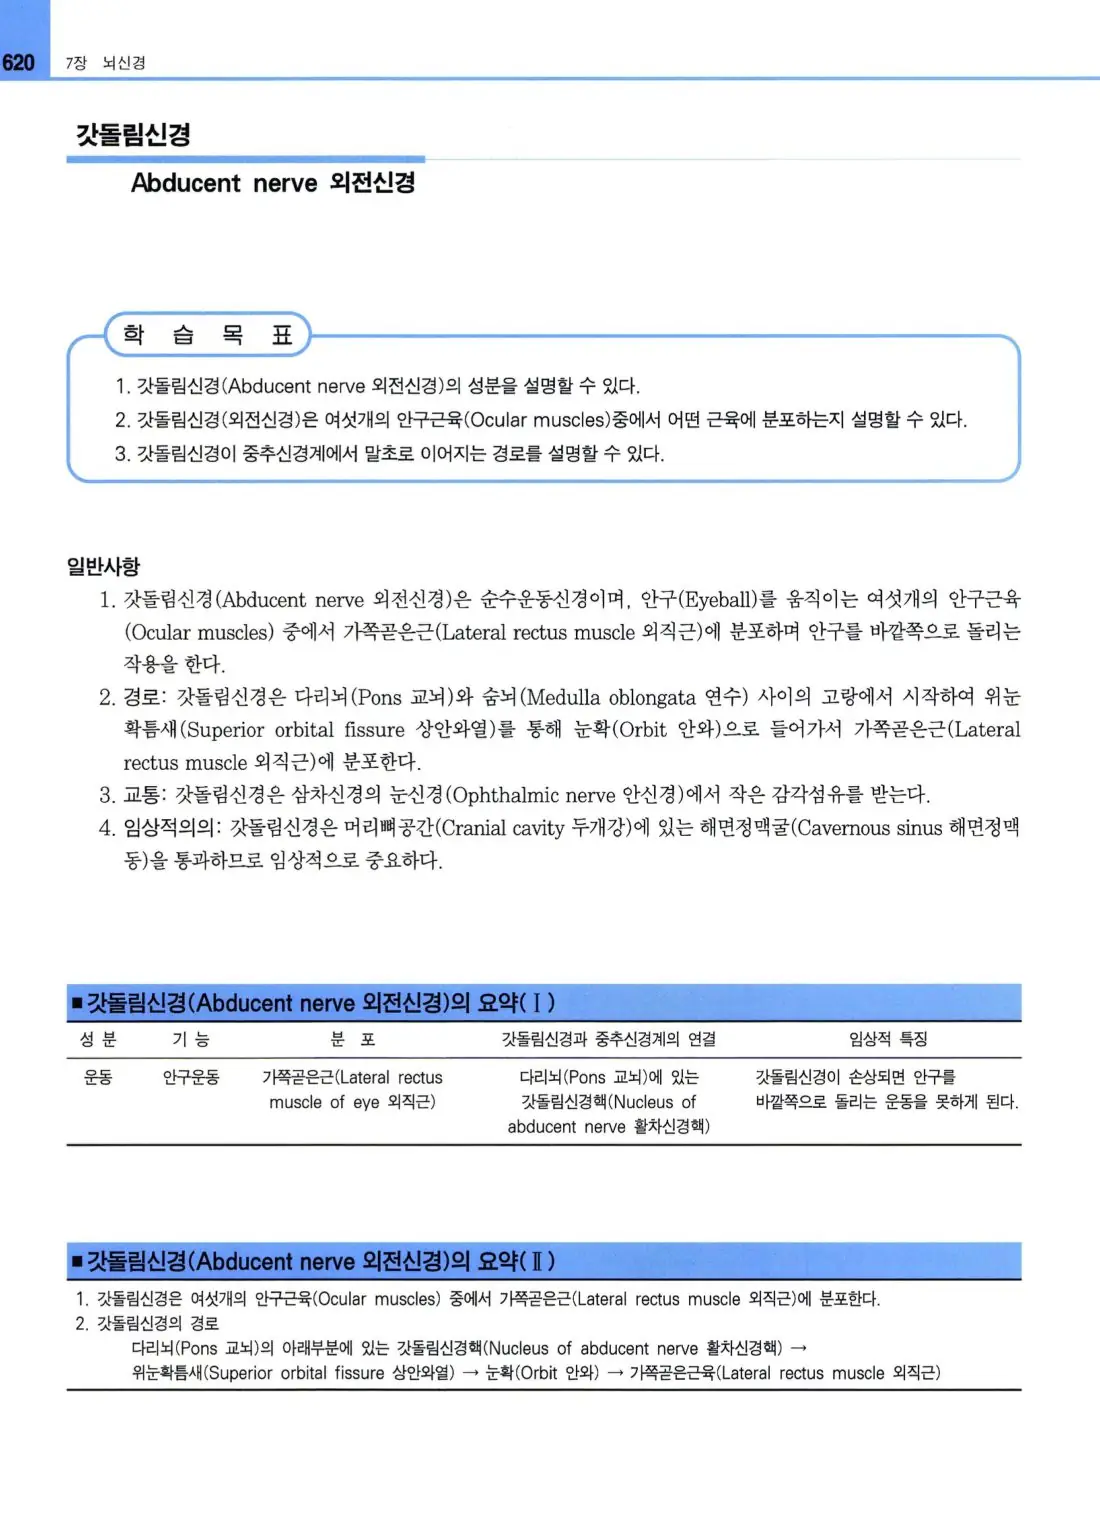 620 7장 뇌신경
갓돌림신경
Abducent nerve 외전신경
학 습 목 표
1. 갓돌림신경(Abducent nerve 외전신경)의 성분을 설명할 수 있다.
2. 갓돌림신경(외전신경)은 여섯개의 안구근육(Ocular muscles)중에서 어떤 근육에 분포하는지 설명할 수 있다.
3. 갓돌림신경이 중추신경계에서 말초로 이어지는 경로를 설명할 수 있다.
일반사항
1. 갓돌림신경(Abducent nerve 외전신경)은 순수운동신경이며, 안구(Eyeball)를 움직이는 여섯개의 안구근육
(Ocular muscles) 중에서 가쪽곧은근(Lateral rectus muscle 외직근)에 분포하며 안구를 바깥쪽으로 돌리는
작용을 한다.
2. 경로: 갓돌림신경은 다리뇌(Pons 교뇌)와 숨뇌(Medulla oblongata 연수) 사이의 고랑에서 시작하여 위눈
확틈새(Superior orbital fissure 상안와열)를 통해 눈확(Orbit 안와)으로 들어가서 가쪽곧은근(Lateral
rectus muscle 외직근)에 분포한다.
3. 교통: 갓돌림신경은 삼차신경의 눈신경(Ophthalmic nerve 안신경)에서 작은 감각섬유를 받는다.
4. 임상적의의: 갓돌림신경은 머리뼈공간(Cranial cavity 두개강)에 있는 해면정맥굴(Cavernous sinus 해면정맥
동)을 통과하므로 임상적으로 중요하다.
■ 갓돌림신경(Abducent nerve 외전신경)의 요약(Ⅰ)
성 분 기 능 분 포 갓돌림신경과 중추신경계의 연결 임상적 특징
운동 안구운동 가쪽곧은근(Lateral rectus 다리뇌(Pons 교뇌)에 있는 갓돌림신경이 손상되면 안구를
muscle of eye 외직근) 갓돌림신경핵(Nucleus of 바깥쪽으로 돌리는 운동을 못하게 된다.
abducent nerve 활차신경핵)
■ 갓돌림신경(Abducent nerve 외전신경)의 요약(Ⅱ)
1. 갓돌림신경은 여섯개의 안구근육(Ocular muscles) 중에서 가쪽곧은근(Lateral rectus muscle 외직근)에 분포한다.
2. 갓돌림신경의 경로
다리뇌(Pons 교뇌)의 아래부분에 있는 갓돌림신경핵(Nucleus of abducent nerve 활차신경핵) →
위눈확틈새(Superior orbital fissure 상안와열) → 눈확(Orbit 안와) → 가쪽곧은근육(Lateral rectus muscle 외직근)